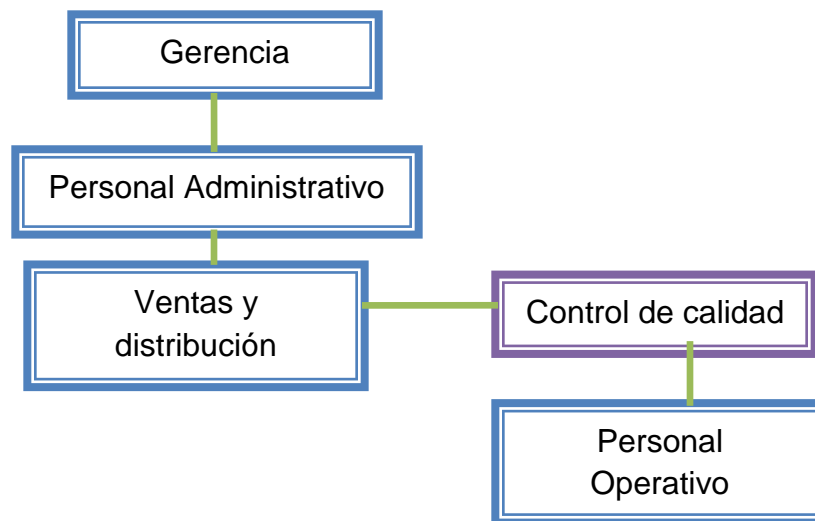 Gerencia
Personal Administrativo
Ventas y
distribución
Control de calidad
Personal
Operativo